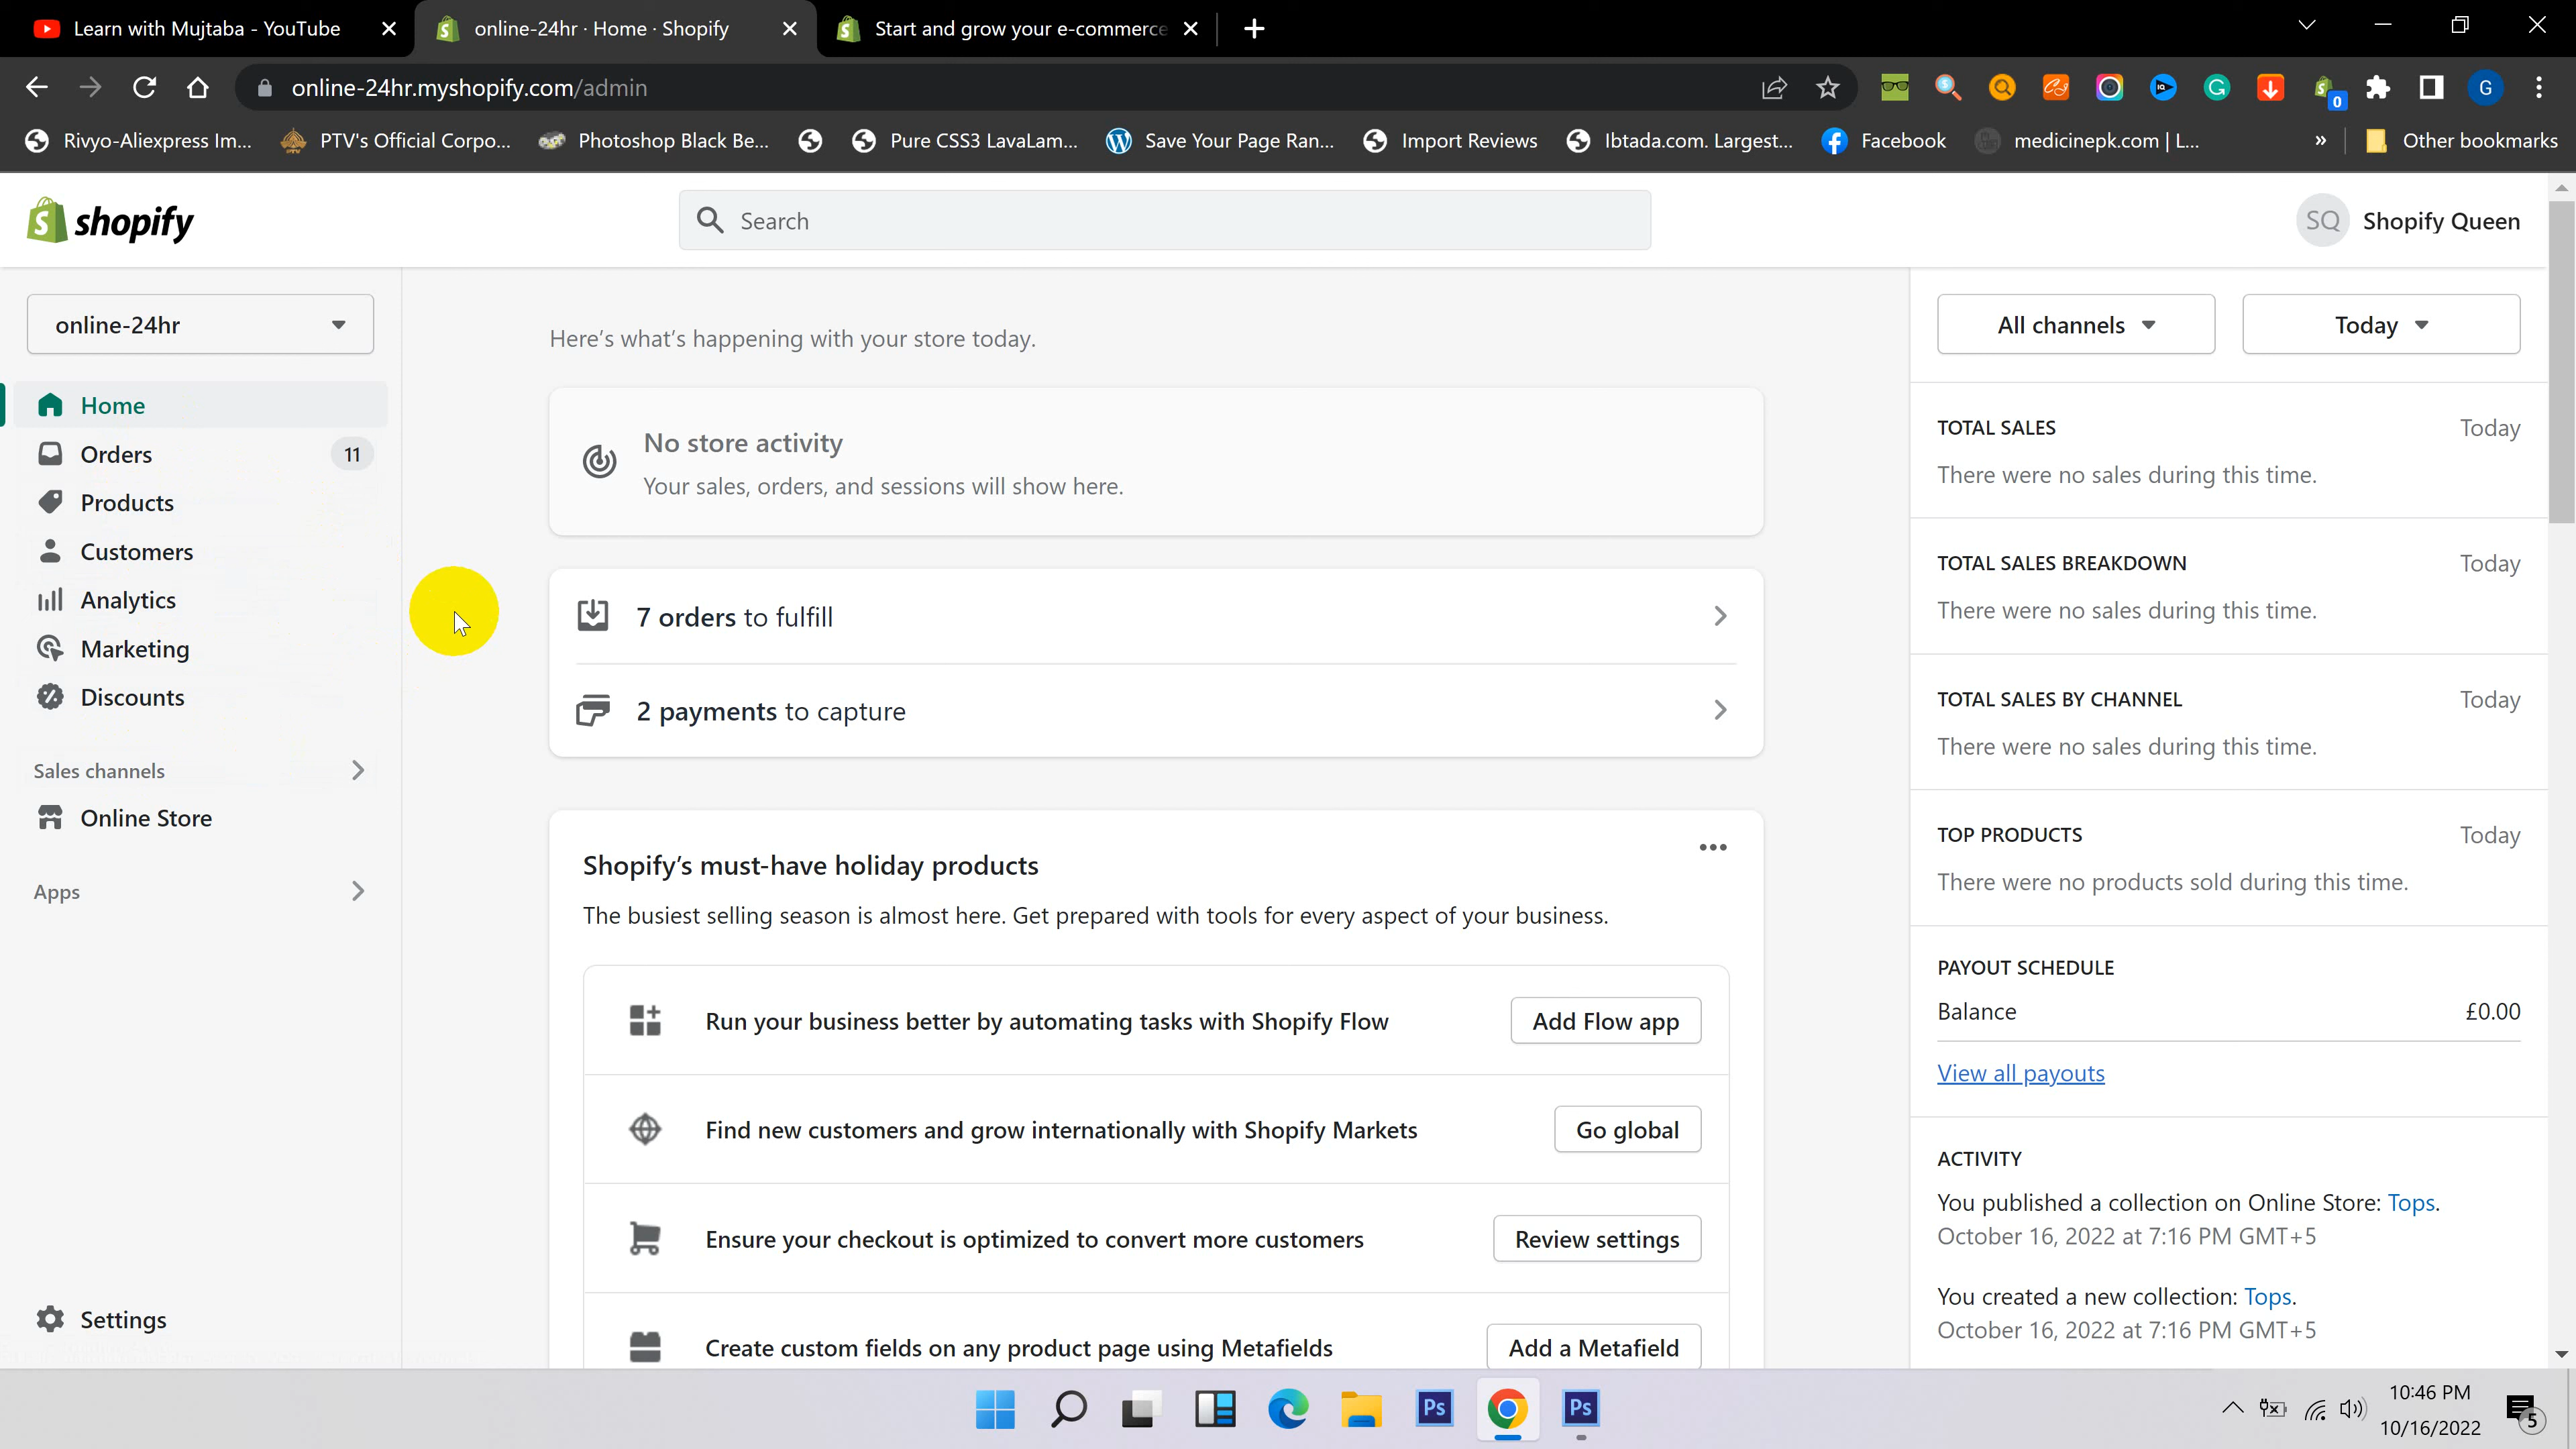 Learn with Mujtaba - YouTube
online-24hr · Home · Shopify
Start and grow your e-commerce
online-24hr.myshopify.com/admin
G
0
Rivyo-Aliexpress Im...
PTV's Official Corpo...
Photoshop Black Be...
Pure CSS3 LavaLam...
Save Your Page Ran...
Import Reviews
Ibtada.com. Largest...
Facebook
medicinepk.com | L...
»
Other bookmarks
shopify
Search
SQ
Shopify Queen
online-24hr
Home
Orders
11
Products
Customers
Analytics
Marketing
Discounts
Sales channels
Online Store
Apps
Settings
Here's what's happening with your store today.
No store activity
Your sales, orders, and sessions will show here.
7 orders to fulfill
2 payments to capture
Shopify's must-have holiday products
The busiest selling season is almost here. Get prepared with tools for every aspect of your business.
Run your business better by automating tasks with Shopify Flow
Add Flow app
Find new customers and grow internationally with Shopify Markets
Go global
Ensure your checkout is optimized to convert more customers
Review settings
Create custom fields on any product page using Metafields
Add a Metafield
All channels
Today
TOTAL SALES
Today
There were no sales during this time.
TOTAL SALES BREAKDOWN
Today
There were no sales during this time.
TOTAL SALES BY CHANNEL
Today
There were no sales during this time.
TOP PRODUCTS
Today
There were no products sold during this time.
PAYOUT SCHEDULE
Balance
£0.00
View all payouts
ACTIVITY
You published a collection on Online Store: Tops.
October 16, 2022 at 7:16 PM GMT+5
You created a new collection: Tops.
October 16, 2022 at 7:16 PM GMT+5
Ps
Ps
10:46 PM
10/16/2022
5